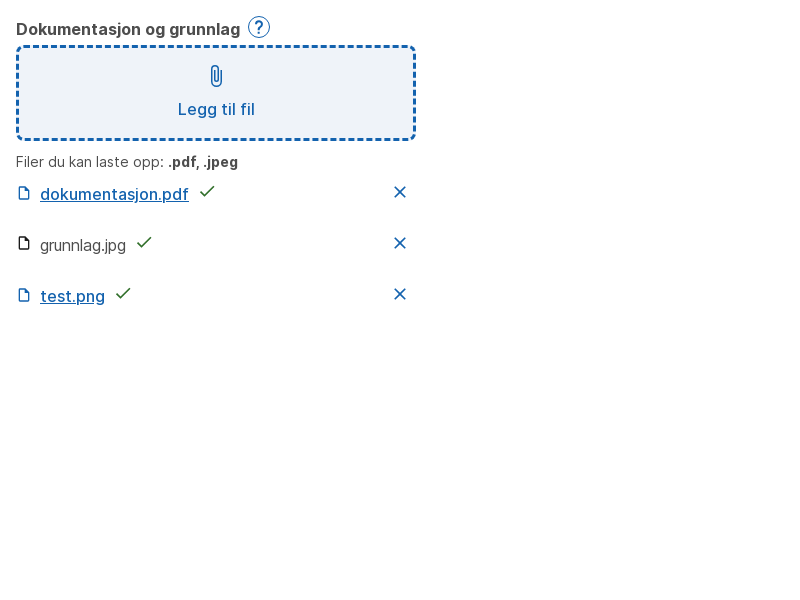 Dokumentasjon og grunnlag ?
Legg til fil
Filer du kan laste opp: .pdf, .jpeg
dokumentasjon.pdf
grunnlag.jpg
test.png